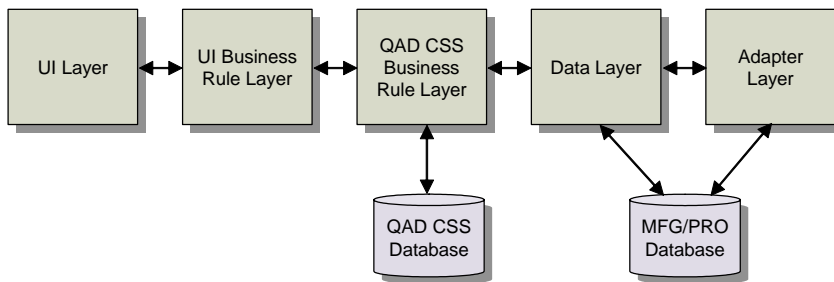 UI Layer
UI Business
Rule Layer
QAD CSS
Business
Rule Layer
Data Layer
Adapter
Layer
QAD CSS
Database
MFG/PRO
Database